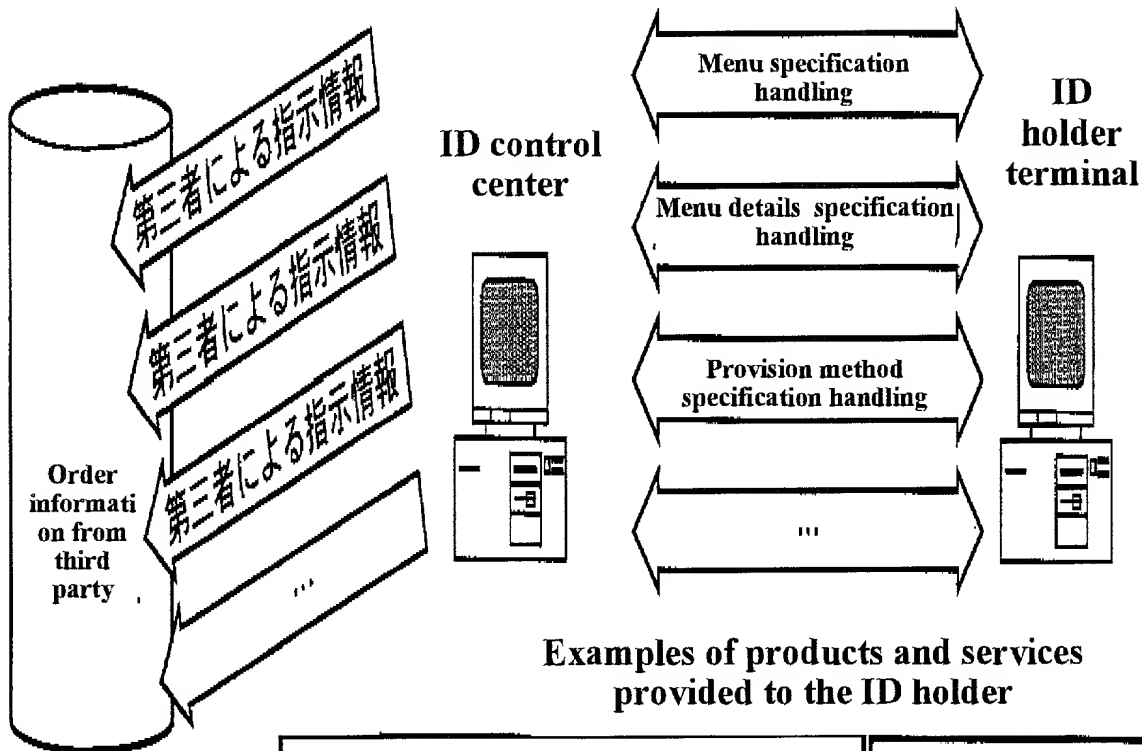 第三者による指示情報
第三者による指示情報
第三者による指示情報
...
Order
informati
on from
third
party
ID control
center
Menu specification
handling
Menu details specification
handling
Provision method
specification handling
...
ID
holder
terminal
Examples of products and services
provided to the ID holder